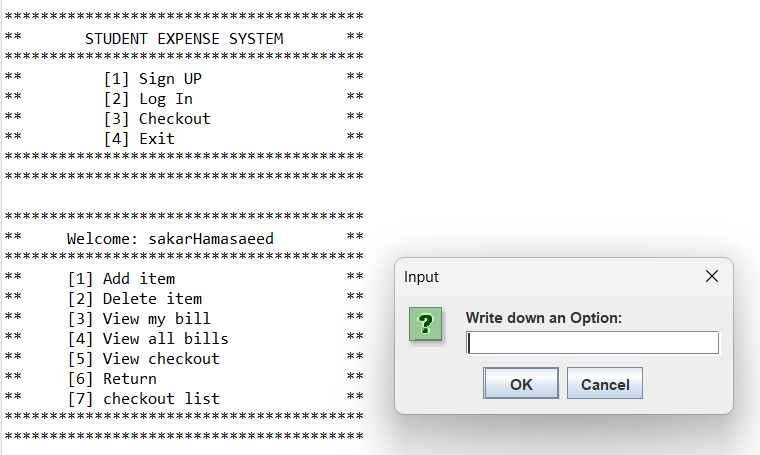 ****************************************
**       STUDENT EXPENSE SYSTEM       **
****************************************
**         [1] Sign UP                **
**         [2] Log In                 **
**         [3] Checkout               **
**         [4] Exit                   **
****************************************
****************************************
****************************************
**     Welcome: sakarHamasaeed        **
****************************************
**     [1] Add item                   **
**     [2] Delete item                **
**     [3] View my bill               **
**     [4] View all bills             **
**     [5] View checkout              **
**     [6] Return                     **
**     [7] checkout list              **
****************************************
****************************************
Input
Write down an Option:
OK Cancel